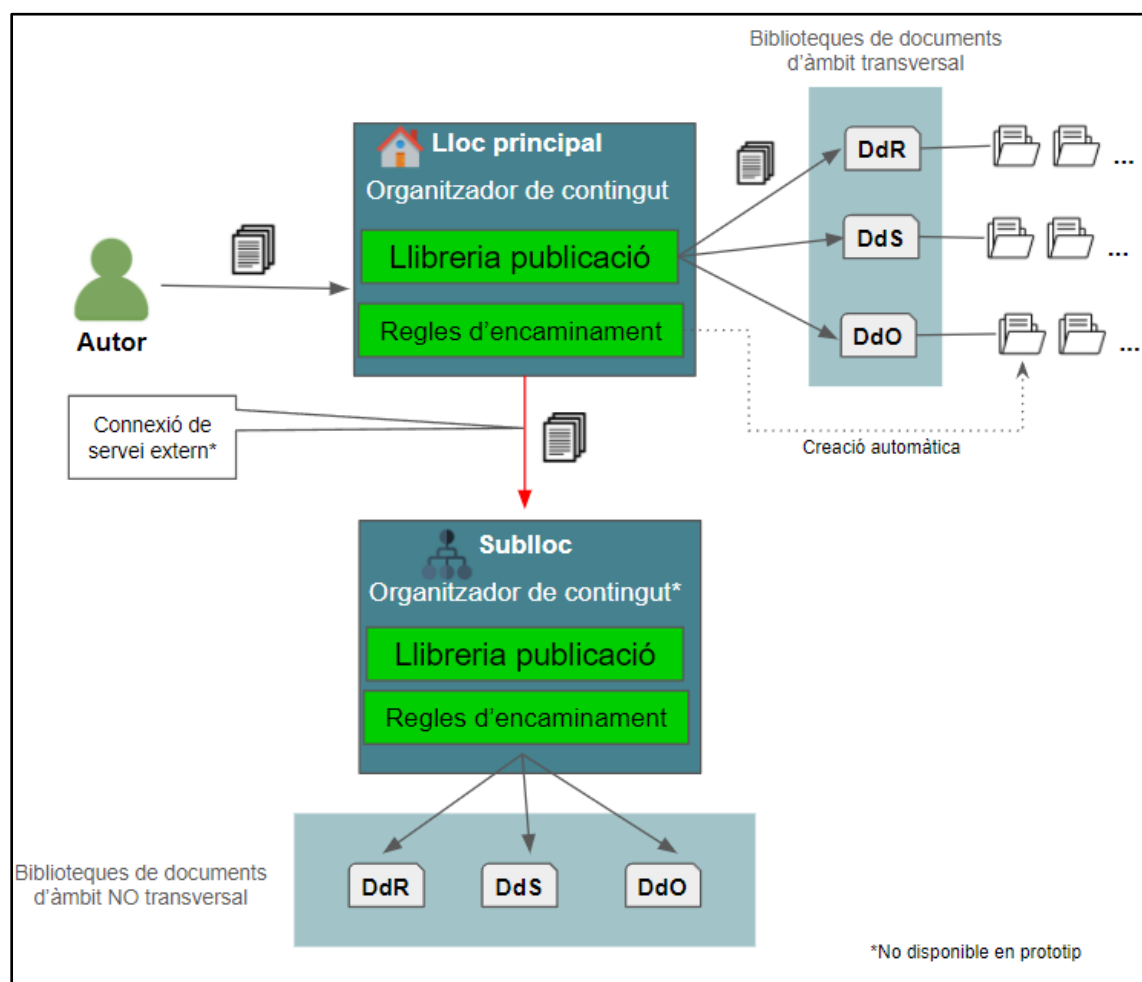 Biblioteques de documents
d'àmbit transversal
Lloc principal
Organitzador de contingut
Llibreria publicació
Regles d'encaminament
DdR
...
DdS
...
DdO
...
Autor
Connexió de
servei extern*
Creació automàtica
Sublloc
Organitzador de contingut*
Llibreria publicació
Regles d'encaminament
Biblioteques de documents
d'àmbit NO transversal
DdR
DdS
DdO
*No disponible en prototip